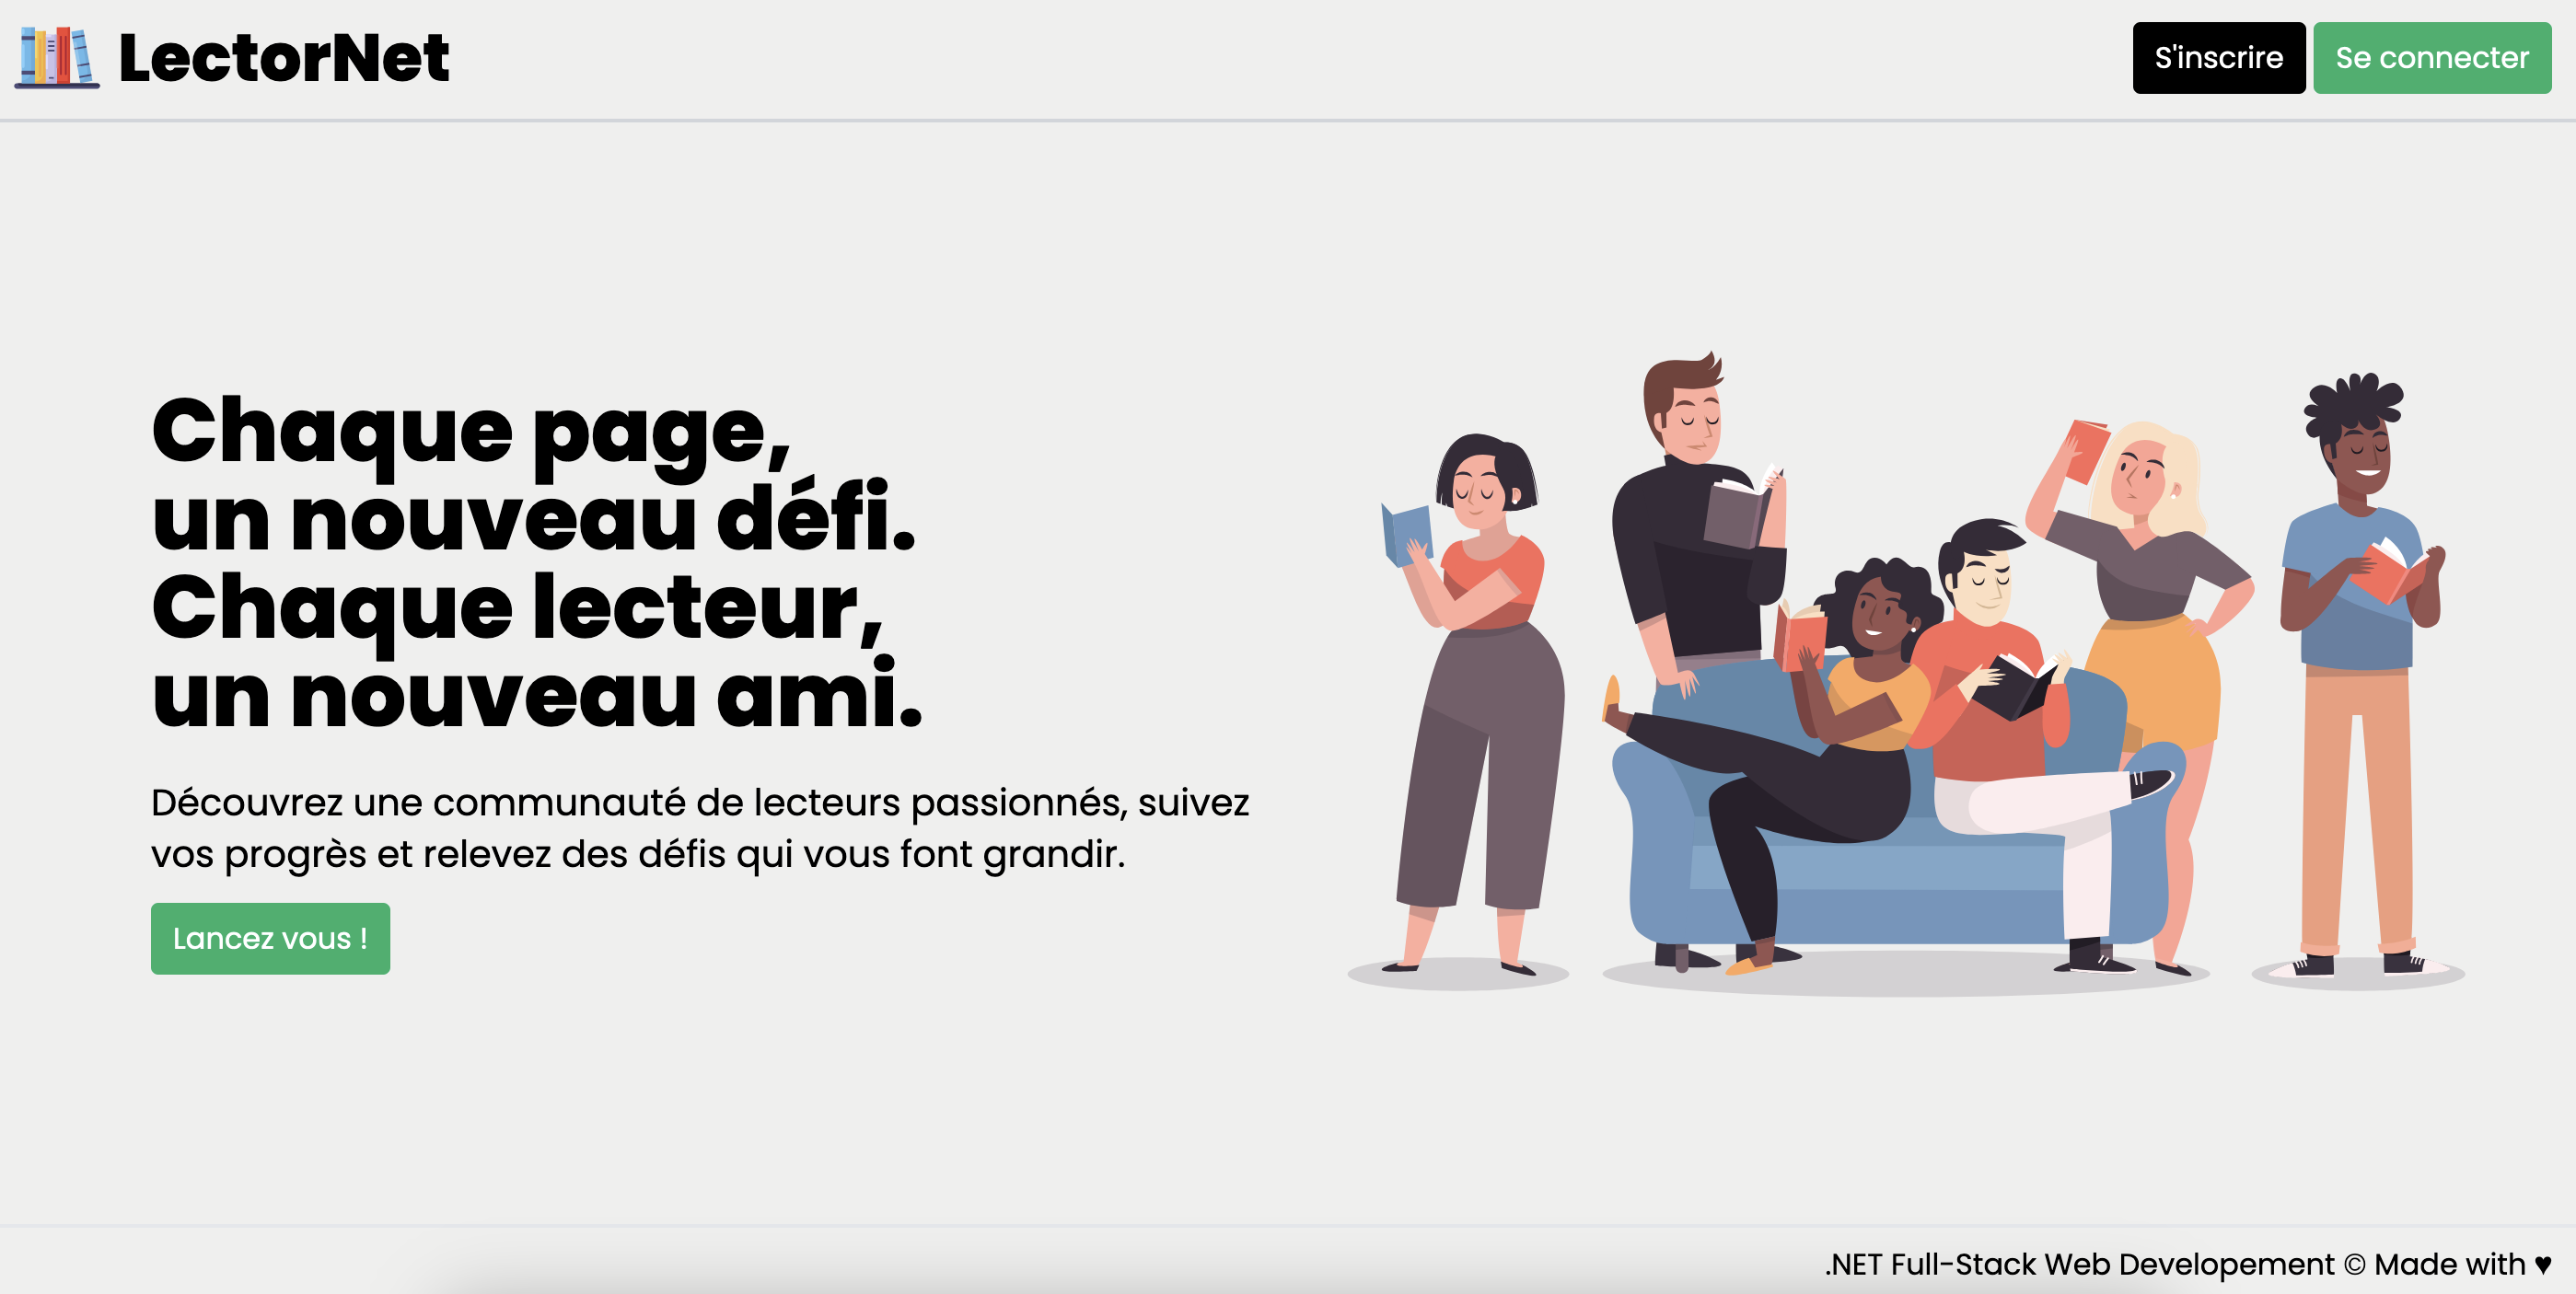 LectorNet
S'inscrire
Se connecter
Chaque page,
un nouveau défi.
Chaque lecteur,
un nouveau ami.
Découvrez une communauté de lecteurs passionnés, suivez
vos progrès et relevez des défis qui vous font grandir.
Lancez vous !
.NET Full-Stack Web Developement © Made with ♥